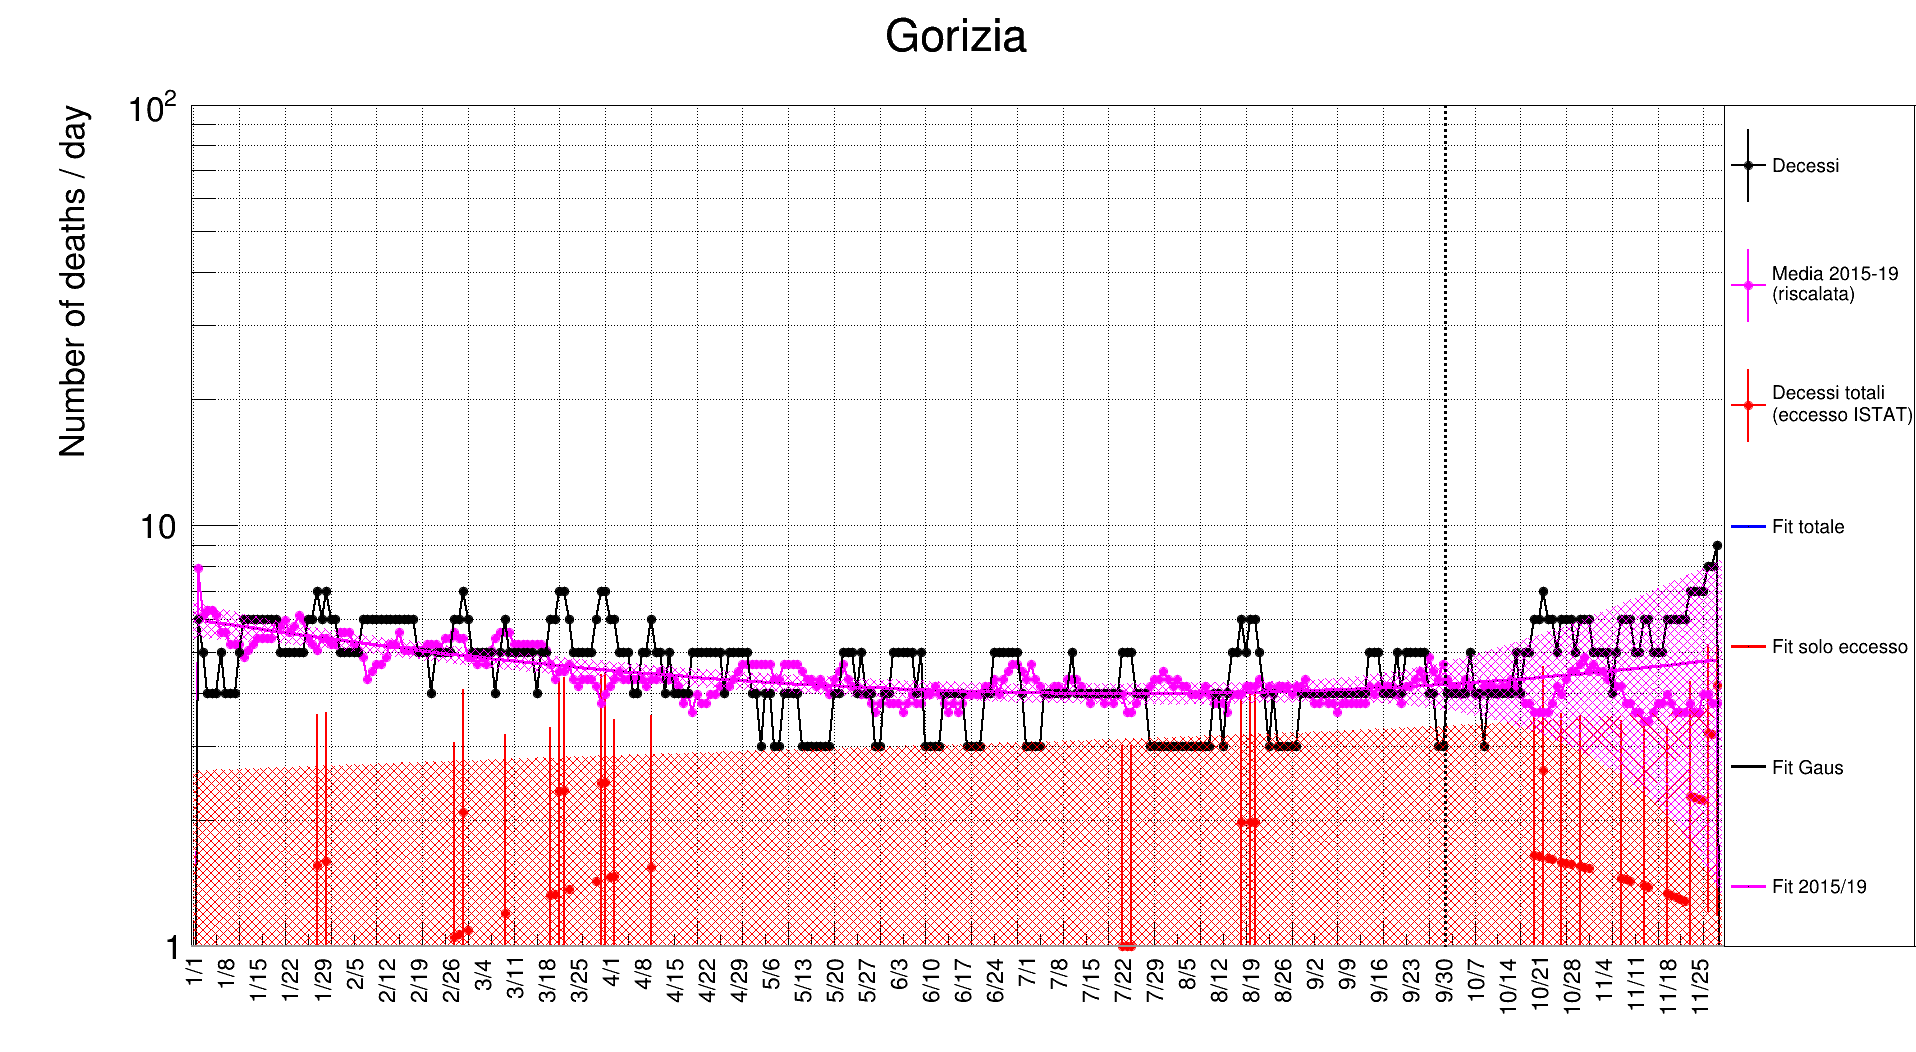 Gorizia
Number of deaths / day
10²
10
1
1/1 1/8 1/15 1/22 1/29 2/5 2/12 2/19 2/26 3/4 3/11 3/18 3/25 4/1 4/8 4/15 4/22 4/29 5/6 5/13 5/20 5/27 6/3 6/10 6/17 6/24 7/1 7/8 7/15 7/22 7/29 8/5 8/12 8/19 8/26 9/2 9/9 9/16 9/23 9/30 10/7 10/14 10/21 10/28 11/4 11/11 11/18 11/25
Decessi
Media 2015-19
(riscalata)
Decessi totali
(eccesso ISTAT)
Fit totale
Fit solo eccesso
Fit Gaus
Fit 2015/19